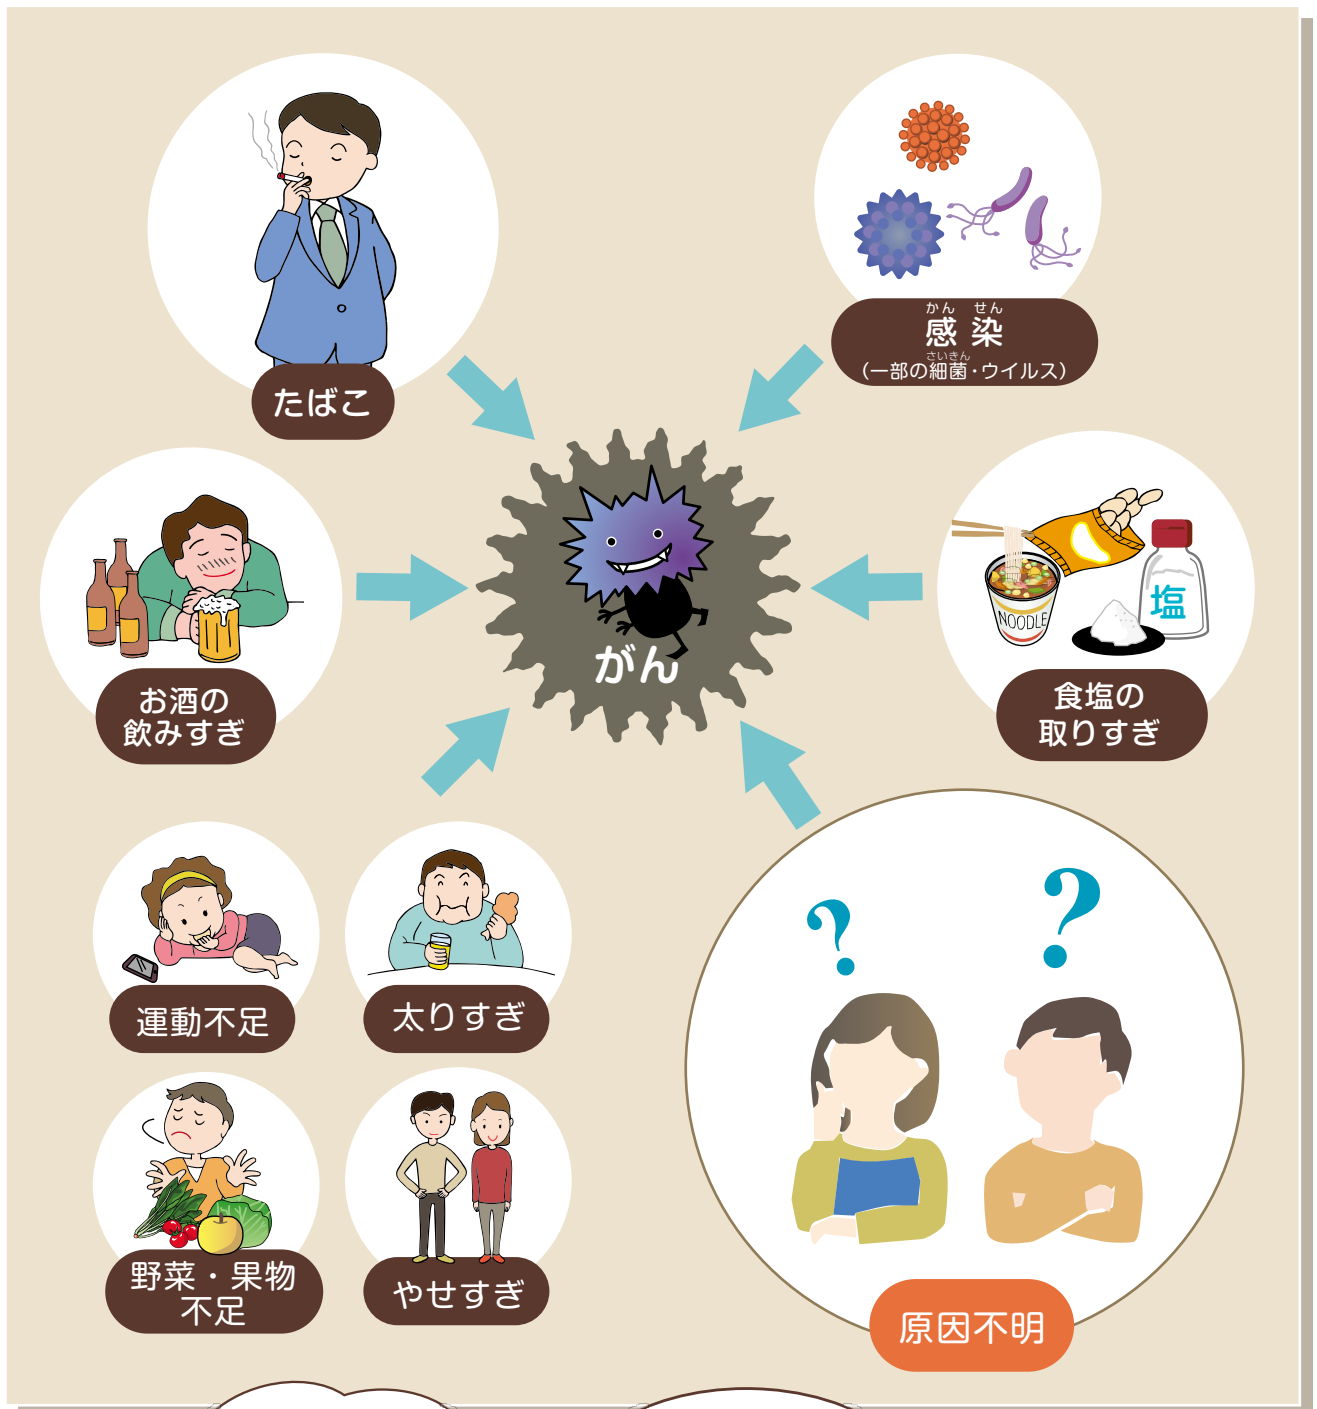 たばこ
かん せん
感染
さいきん
(一部の細菌・ウイルス)
お酒の
飲みすぎ
がん
NOODLE
塩
食塩の
取りすぎ
?
?
運動不足
太りすぎ
野菜・果物
不足
やせすぎ
原因不明